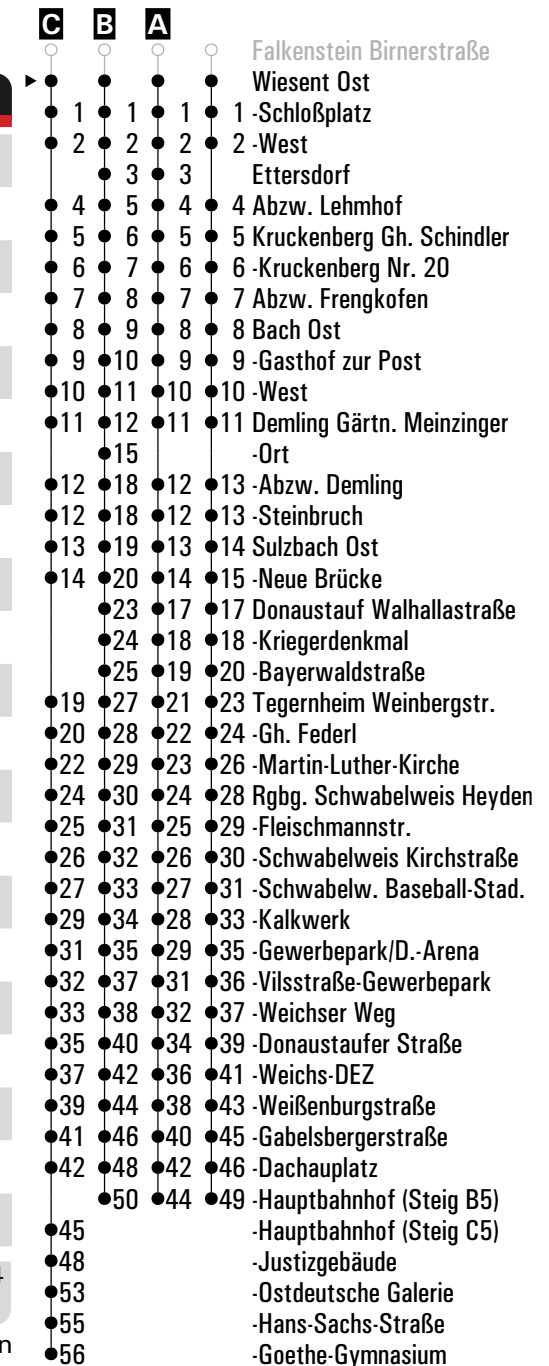 C B A
Falkenstein Birnerstraße
Wiesent Ost
1 1 1 1 -Schloßplatz
2 2 2 2 -West
3 3 Ettersdorf
4 5 4 4 Abzw. Lehmhof
5 6 5 5 Kruckenberg Gh. Schindler
6 7 6 6 -Kruckenberg Nr. 20
7 8 7 7 Abzw. Frengkofen
8 9 8 8 Bach Ost
9 10 9 9 -Gasthof zur Post
10 11 10 10 -West
11 12 11 11 Demling Gärtn. Meinzinger
15 -Ort
12 18 12 13 -Abzw. Demling
12 18 12 13 -Steinbruch
13 19 13 14 Sulzbach Ost
14 20 14 15 -Neue Brücke
23 17 17 Donaustauf Walhallastraße
24 18 18 -Kriegerdenkmal
25 19 20 -Bayerwaldstraße
19 27 21 23 Tegernheim Weinbergstr.
20 28 22 24 -Gh. Federl
22 29 23 26 -Martin-Luther-Kirche
24 30 24 28 Rgbg. Schwabelweis Heyden
25 31 25 29 -Fleischmannstr.
26 32 26 30 -Schwabelweis Kirchstraße
27 33 27 31 -Schwabelw. Baseball-Stad.
29 34 28 33 -Kalkwerk
31 35 29 35 -Gewerbepark/D.-Arena
32 37 31 36 -Vilsstraße-Gewerbepark
33 38 32 37 -Weichser Weg
35 40 34 39 -Donaustaufer Straße
37 42 36 41 -Weichs-DEZ
39 44 38 43 -Weißenburgstraße
41 46 40 45 -Gabelsbergerstraße
42 48 42 46 -Dachauplatz
50 44 49 -Hauptbahnhof (Steig B5)
45 -Hauptbahnhof (Steig C5)
48 -Justizgebäude
53 -Ostdeutsche Galerie
55 -Hans-Sachs-Straße
56 -Goethe-Gymnasium